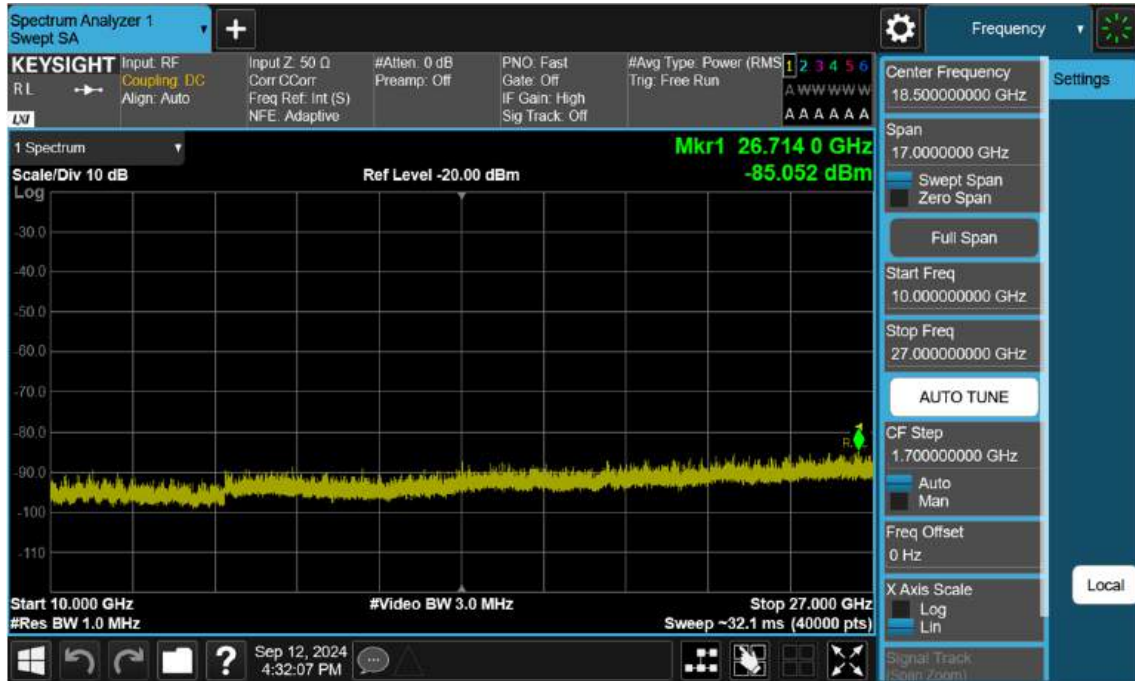 Spectrum Analyzer 1
Swept SA
Frequency
KEYSIGHT
RL
LXI
Input: RF
Coupling: DC
Align: Auto
Input Z: 50 Ω
Corr CCorr
Freq Ref: Int (S)
NFE: Adaptive
#Atten: 0 dB
Preamp: Off
PNO: Fast
Gate: Off
IF Gain: High
Sig Track: Off
#Avg Type: Power (RMS
Trig: Free Run
1 2 3 4 5 6
A W W W W W
A A A A A A
1 Spectrum
Scale/Div 10 dB
Ref Level -20.00 dBm
Mkr1 26.714 0 GHz
-85.052 dBm
Log
-30.0
-40.0
-50.0
-60.0
-70.0
-80.0
-90.0
-100
-110
1
Start 10.000 GHz
#Res BW 1.0 MHz
#Video BW 3.0 MHz
Stop 27.000 GHz
Sweep ~32.1 ms (40000 pts)
Center Frequency
18.500000000 GHz
Span
17.0000000 GHz
Swept Span
Zero Span
Full Span
Start Freq
10.000000000 GHz
Stop Freq
27.000000000 GHz
AUTO TUNE
CF Step
1.700000000 GHz
Auto
Man
Freq Offset
0 Hz
X Axis Scale
Log
Lin
Signal Track
(Span Zoom)
Settings
Local
?
Sep 12, 2024
4:32:07 PM